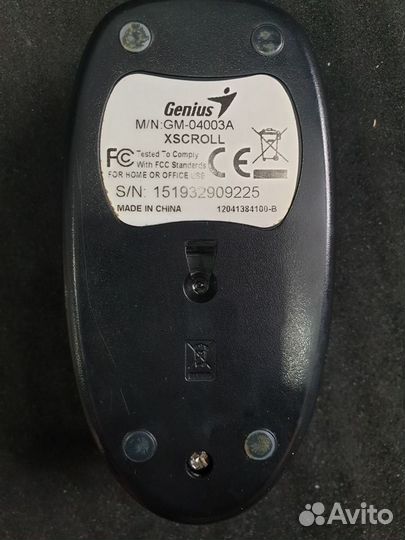 Genius
M/N:GM-04003A
XSCROLL
FC Tested To Comply
With FCC Standards
FOR HOME OR OFFICE USE
CE
S/N: 151932909225
MADE IN CHINA 12041384100-B
Avito